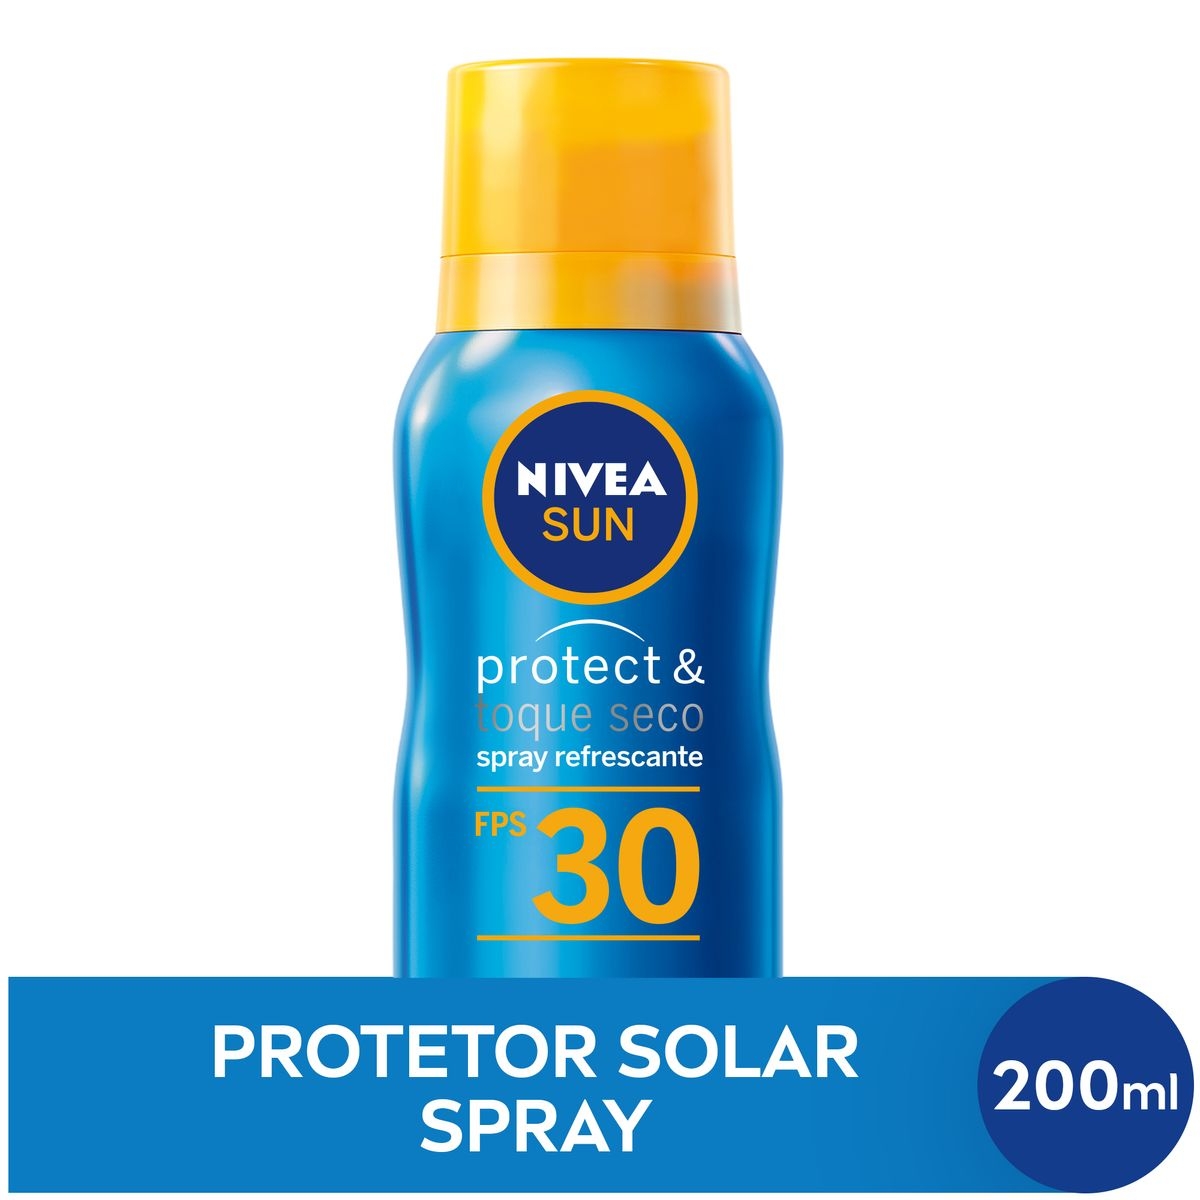 NIVEA
SUN
protect &
toque seco
spray refrescante
FPS 30
PROTETOR SOLAR
SPRAY
200ml